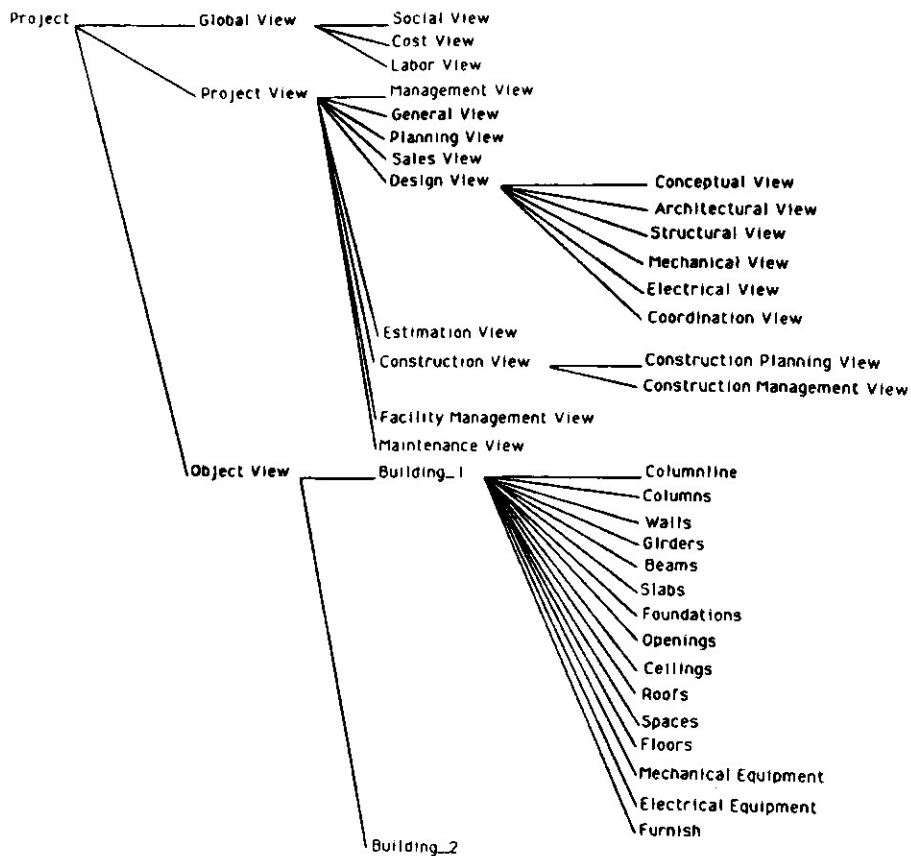 Project
Global View
Social View
Cost View
Labor View
Project View
Management View
General View
Planning View
Sales View
Design View
Conceptual View
Architectural View
Structural View
Mechanical View
Electrical View
Coordination View
Estimation View
Construction View
Construction Planning View
Construction Management View
Facility Management View
Maintenance View
Object View
Building_1
Columnline
Columns
Walls
Girders
Beams
Slabs
Foundations
Openings
Ceilings
Roofs
Spaces
Floors
Mechanical Equipment
Electrical Equipment
Furnish
Building_2